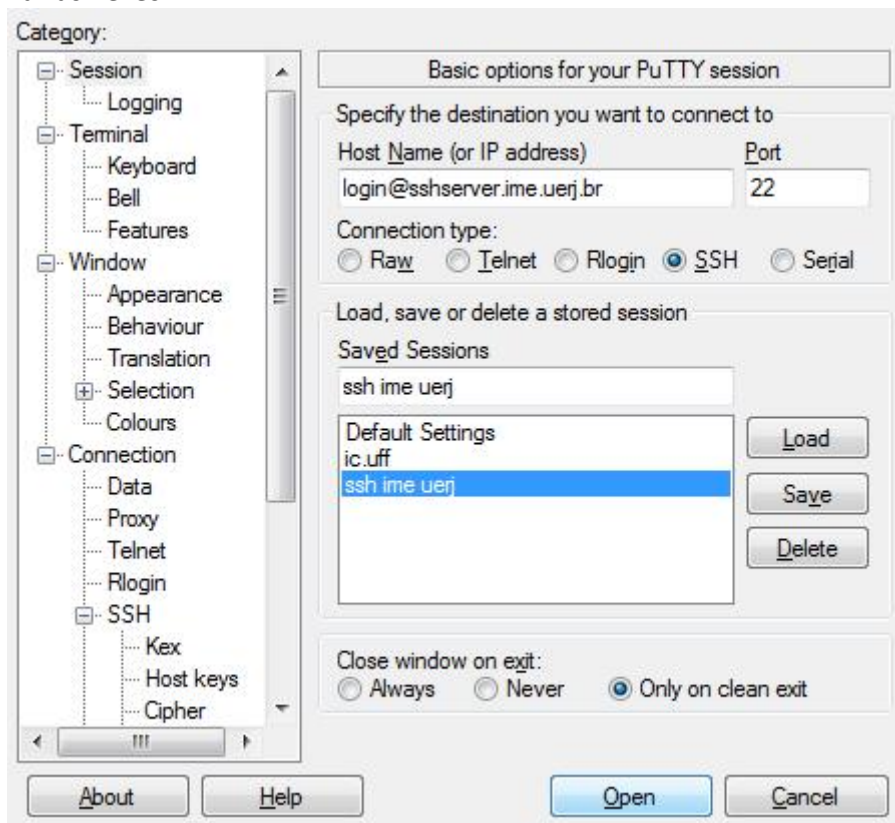 Category:
Session
Logging
Terminal
Keyboard
Bell
Features
Window
Appearance
Behaviour
Translation
Selection
Colours
Connection
Data
Proxy
Telnet
Rlogin
SSH
Kex
Host keys
Cipher
Basic options for your PuTTY session
Specify the destination you want to connect to
Host Name (or IP address) Port
login@sshserver.ime.uerj.br 22
Connection type:
Raw Telnet Rlogin SSH Serial
Load, save or delete a stored session
Saved Sessions
ssh ime uerj
Default Settings
ic.uff
ssh ime uerj
Load
Save
Delete
Close window on exit:
Always Never Only on clean exit
About Help Open Cancel